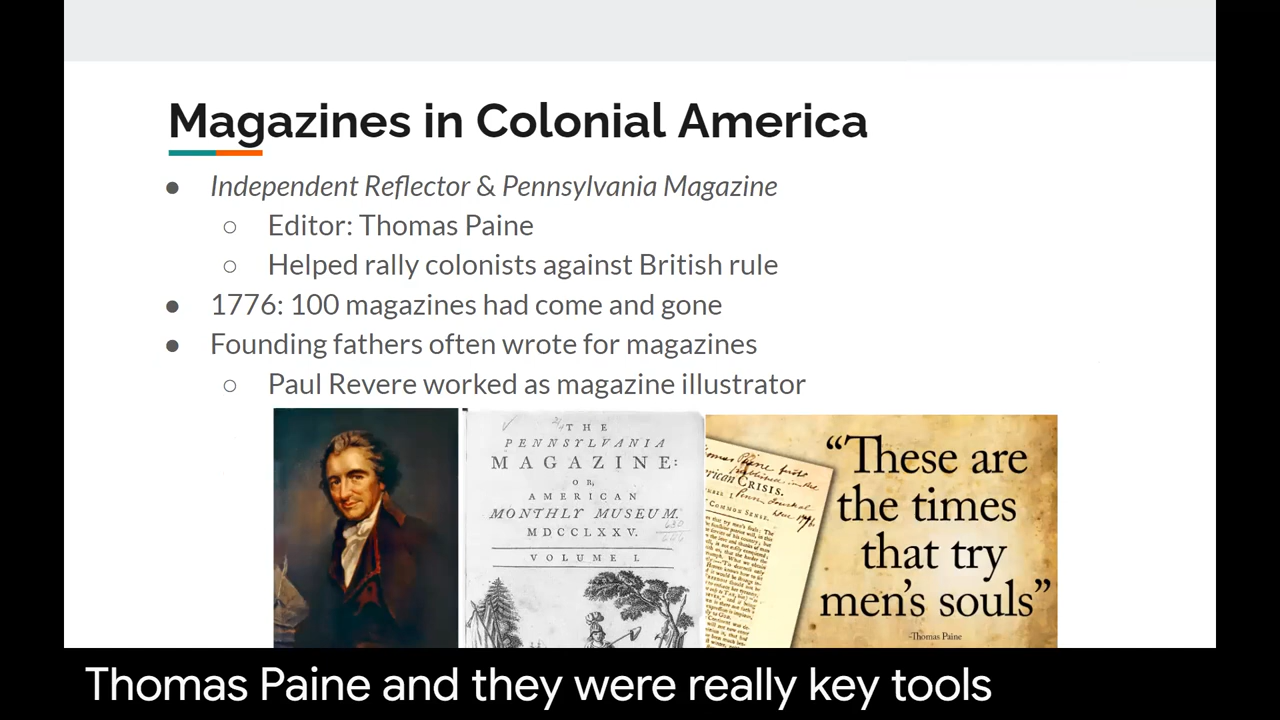 Magazines in Colonial America
● Independent Reflector & Pennsylvania Magazine
○ Editor: Thomas Paine
○ Helped rally colonists against British rule
● 1776: 100 magazines had come and gone
● Founding fathers often wrote for magazines
○ Paul Revere worked as magazine illustrator
THE
PENNSYLVANIA
MAGAZINE:
OR,
AMERICAN
MONTHLY MUSEUM.
MDCCLXXV.
VOLUME I.
rican CRISIS.
COMMON SENSE.
“These are
the times
that try
men’s souls”
-Thomas Paine
Thomas Paine and they were really key tools